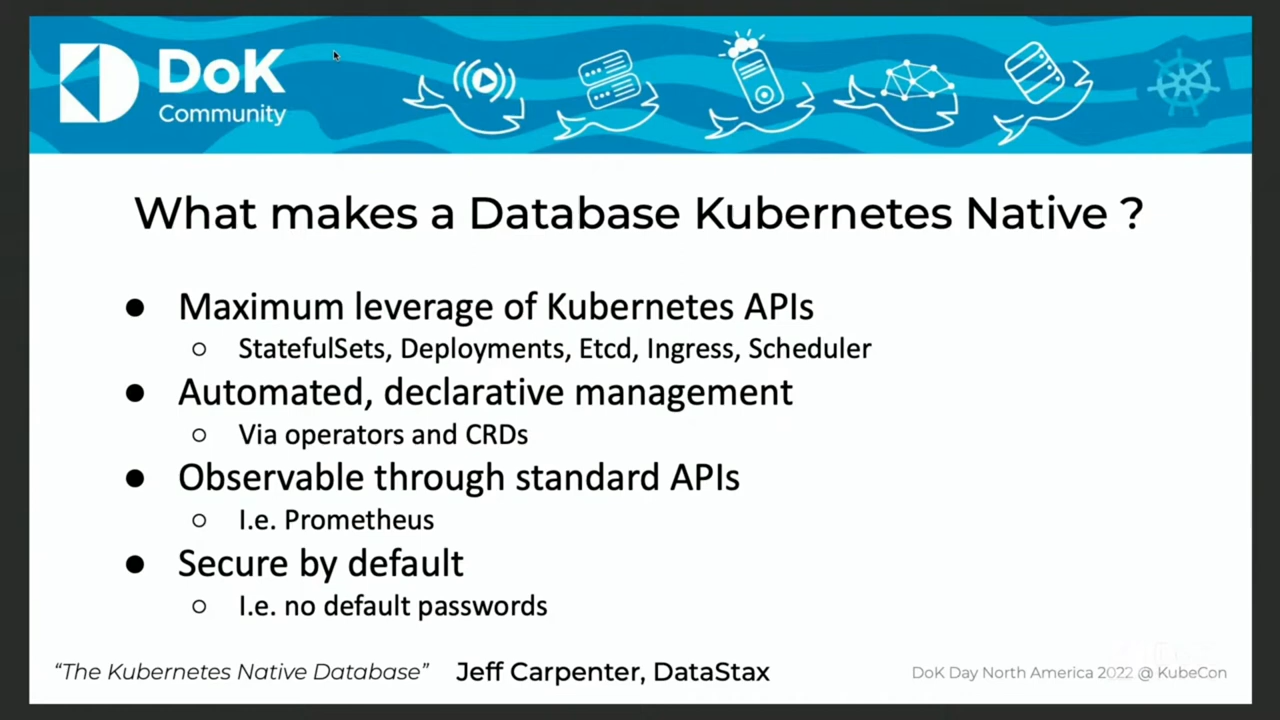 DoK
Community
What makes a Database Kubernetes Native ?
● Maximum leverage of Kubernetes APIs
○ StatefulSets, Deployments, Etcd, Ingress, Scheduler
● Automated, declarative management
○ Via operators and CRDs
● Observable through standard APIs
○ I.e. Prometheus
● Secure by default
○ I.e. no default passwords
“The Kubernetes Native Database” Jeff Carpenter, DataStax DoK Day North America 2022 @ KubeCon